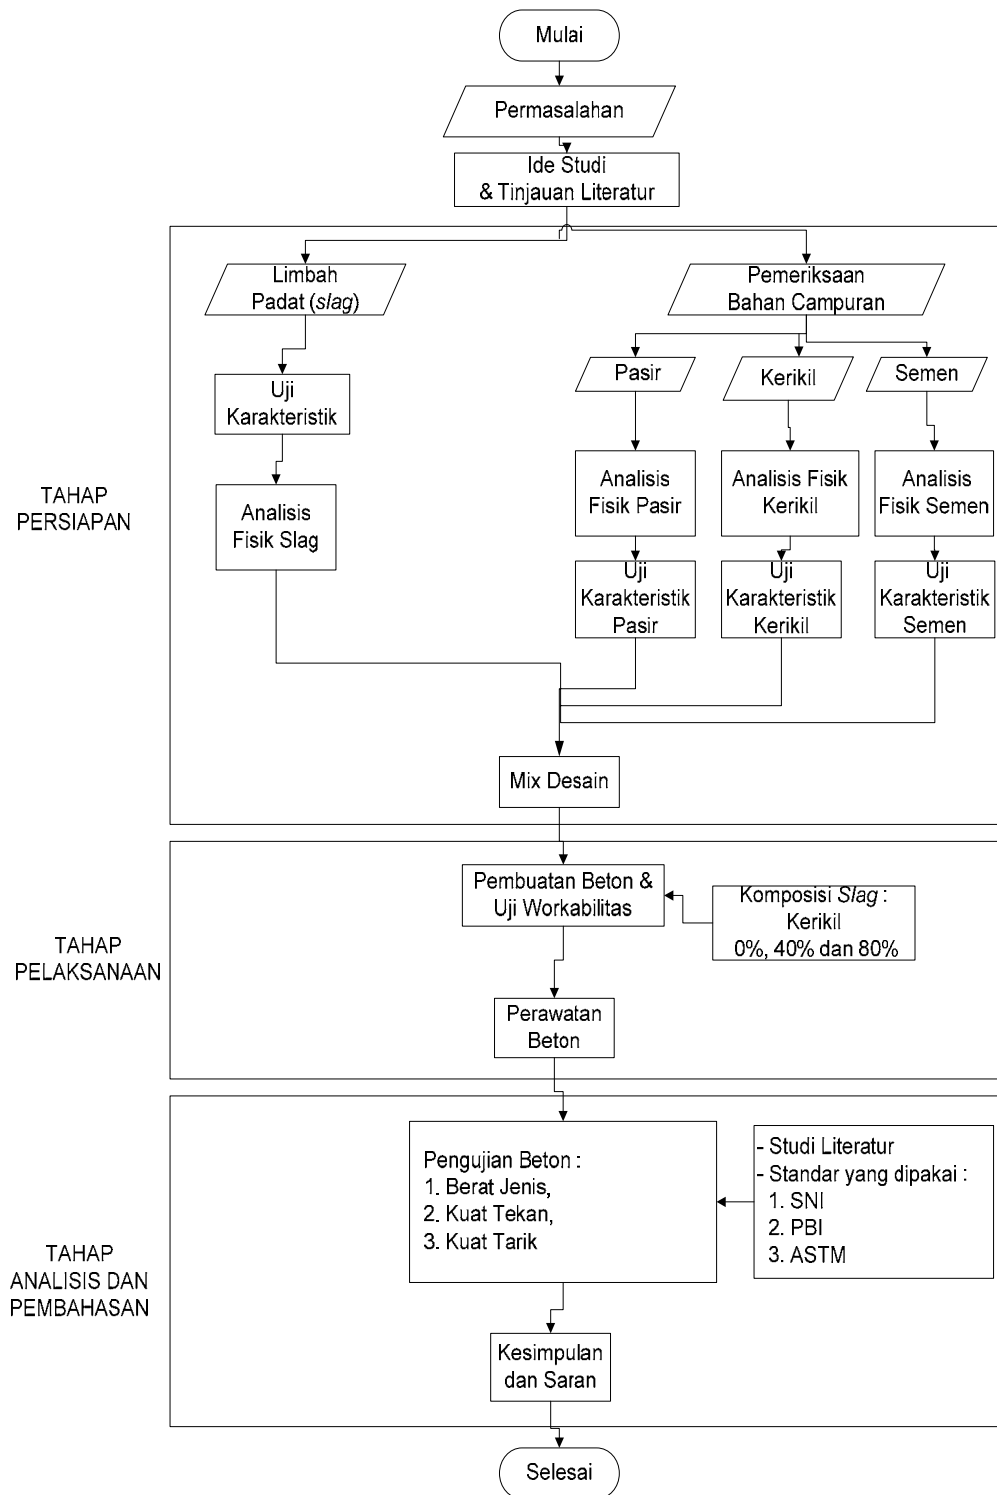 Mulai
Permasalahan
Ide Studi
& Tinjauan Literatur
TAHAP
PERSIAPAN
Limbah
Padat (slag)
Uji
Karakteristik
Analisis
Fisik Slag
Pemeriksaan
Bahan Campuran
Pasir
Kerikil
Semen
Analisis
Fisik Pasir
Analisis Fisik
Kerikil
Analisis
Fisik Semen
Uji
Karakteristik
Pasir
Uji
Karakteristik
Kerikil
Uji
Karakteristik
Semen
Mix Desain
TAHAP
PELAKSANAAN
Pembuatan Beton &
Uji Workabilitas
Komposisi Slag :
Kerikil
0%, 40% dan 80%
Perawatan
Beton
TAHAP
ANALISIS DAN
PEMBAHASAN
Pengujian Beton :
1. Berat Jenis,
2. Kuat Tekan,
3. Kuat Tarik
- Studi Literatur
- Standar yang dipakai :
1. SNI
2. PBI
3. ASTM
Kesimpulan
dan Saran
Selesai